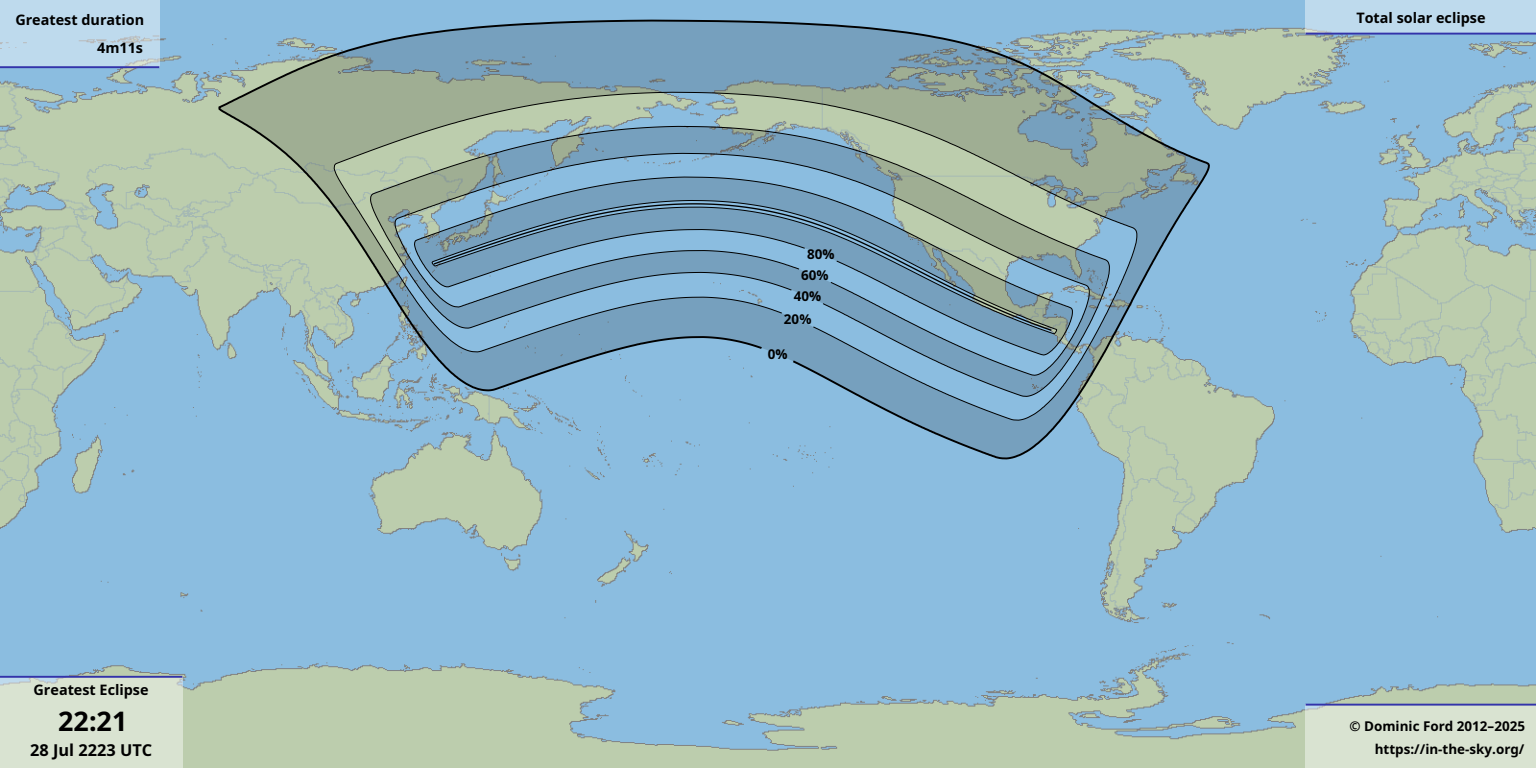 Greatest duration
4m11s
Total solar eclipse
80%
60%
40%
20%
0%
Greatest Eclipse
22:21
28 Jul 2223 UTC
© Dominic Ford 2012–2025
https://in-the-sky.org/